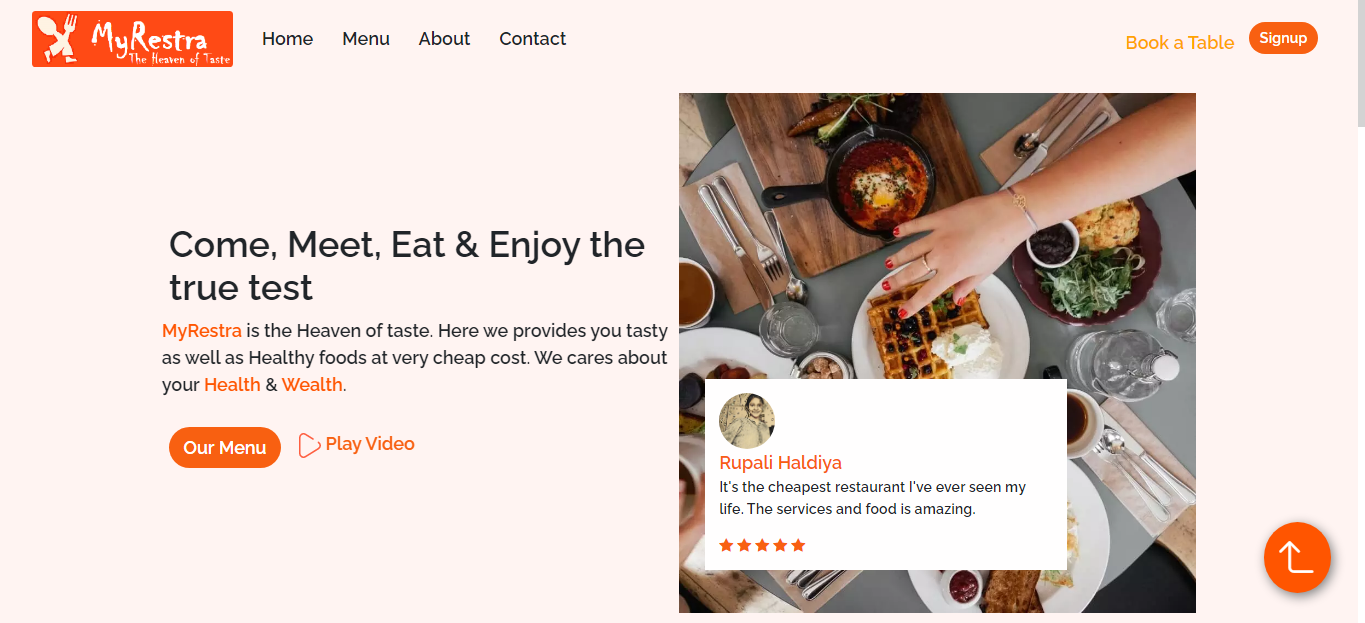 MyRestra
The Heaven of Taste
Home
Menu
About
Contact
Book a Table
Signup
Come, Meet, Eat & Enjoy the
true test
MyRestra is the Heaven of taste. Here we provides you tasty
as well as Healthy foods at very cheap cost. We cares about
your Health & Wealth.
Our Menu
Play Video
Rupali Haldiya
It's the cheapest restaurant I've ever seen my
life. The services and food is amazing.